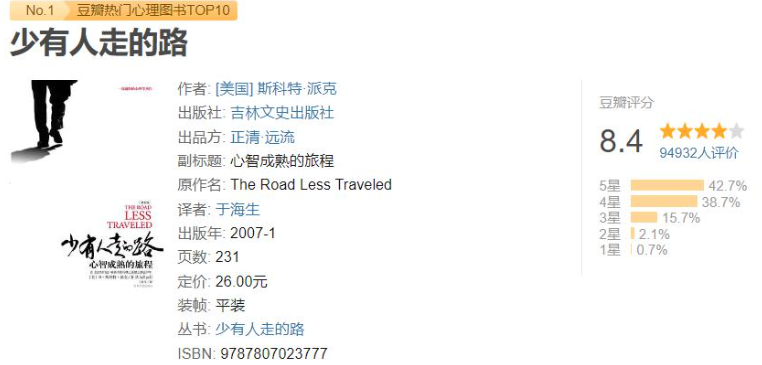 No.1 豆瓣热门心理图书TOP10
少有人走的路
THE ROAD
LESS
TRAVELED
少有人走的路
心智成熟的旅程
作者: [美国] 斯科特·派克
出版社: 吉林文史出版社
出品方: 正清·远流
副标题: 心智成熟的旅程
原作名: The Road Less Traveled
译者: 于海生
出版年: 2007-1
页数: 231
定价: 26.00元
装帧: 平装
丛书: 少有人走的路
ISBN: 9787807023777
豆瓣评分
8.4
94932人评价
5星 42.7%
4星 38.7%
3星 15.7%
2星 2.1%
1星 0.7%